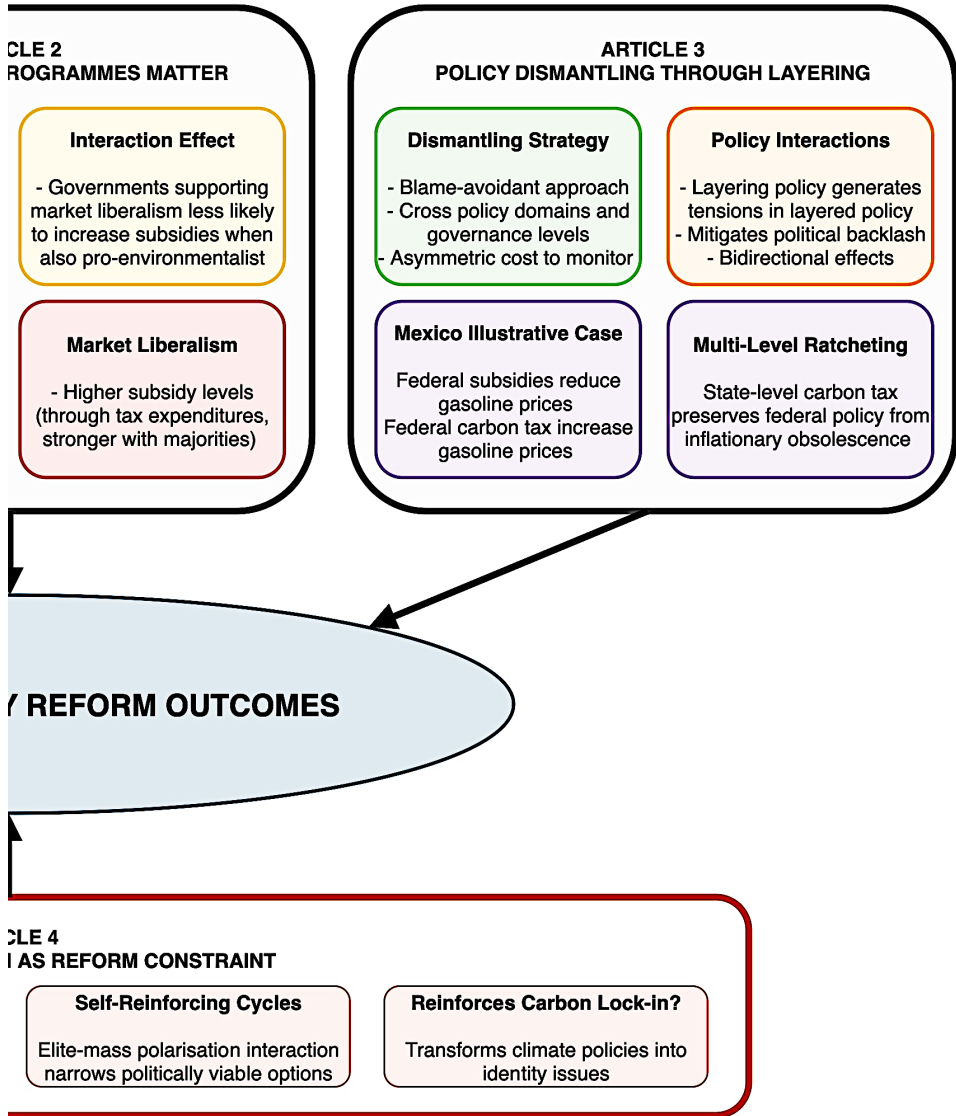 CLE 2
ROGRAMMES MATTER
Interaction Effect
- Governments supporting
market liberalism less likely
to increase subsidies when
also pro-environmentalist
Market Liberalism
- Higher subsidy levels
(through tax expenditures,
stronger with majorities)
ARTICLE 3
POLICY DISMANTLING THROUGH LAYERING
Dismantling Strategy
- Blame-avoidant approach
- Cross policy domains and
governance levels
- Asymmetric cost to monitor
Policy Interactions
- Layering policy generates
tensions in layered policy
- Mitigates political backlash
- Bidirectional effects
Mexico Illustrative Case
Federal subsidies reduce
gasoline prices
Federal carbon tax increase
gasoline prices
Multi-Level Ratcheting
State-level carbon tax
preserves federal policy from
inflationary obsolescence
Y REFORM OUTCOMES
CLE 4
AS REFORM CONSTRAINT
Self-Reinforcing Cycles
Elite-mass polarisation interaction
narrows politically viable options
Reinforces Carbon Lock-in?
Transforms climate policies into
identity issues